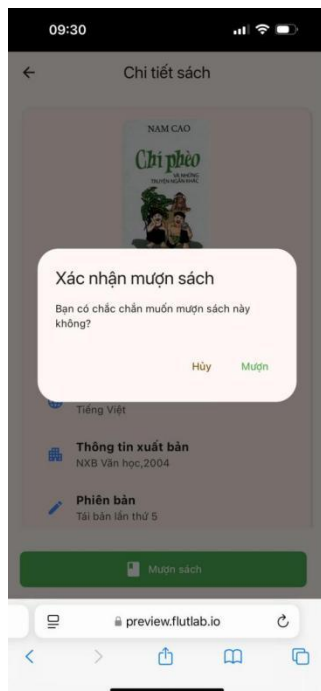 09:30
Chi tiết sách
NAM CAO
Chí phèo
VÀ NHỮNG
TRUYỆN NGẮN KHÁC
Xác nhận mượn sách
Bạn có chắc chắn muốn mượn sách này
không?
Hủy Mượn
Tiếng Việt
Thông tin xuất bản
NXB Văn học,2004
Phiên bản
Tái bản lần thứ 5
Mượn sách
preview.flutlab.io